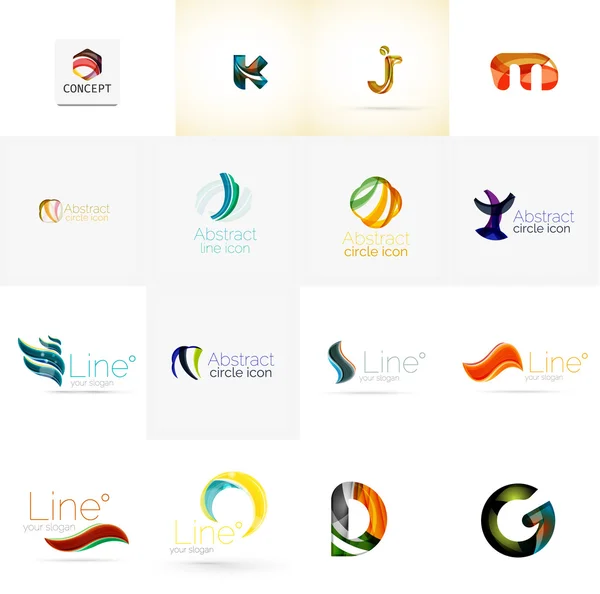 CONCEPT
K
J
m
Abstract
circle icon
Abstract
line icon
Abstract
circle icon
Abstract
circle icon
Line°
your slogan
Abstract
circle icon
Line°
your slogan
Line°
your slogan
Line°
your slogan
Line°
your slogan
D
G